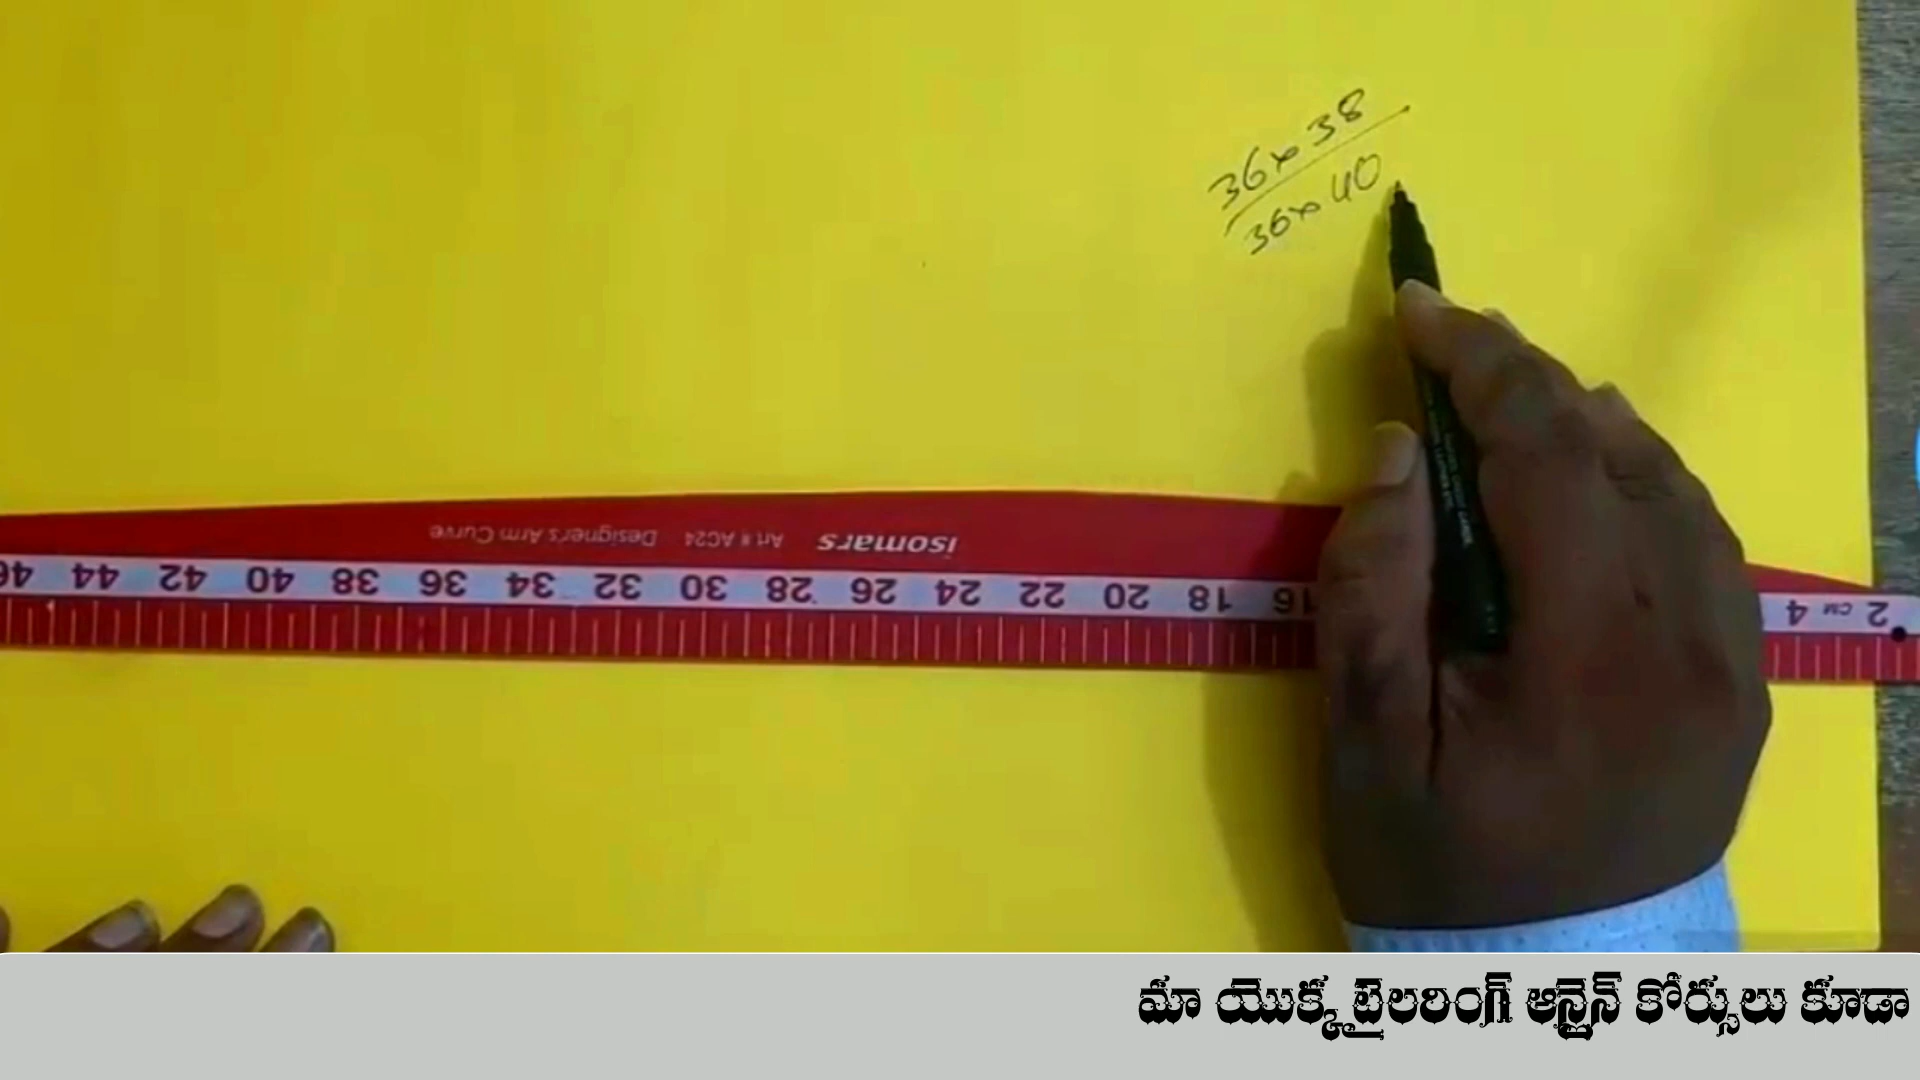 36x38
36x40
isomars Art # AC24 Designer's Arm Curve
2 CM 4 16 18 20 22 24 26 28 30 32 34 36 38 40 42 44 46
మా యొక్క టైలరింగ్ ఆన్లైన్ కోర్సులు కూడా